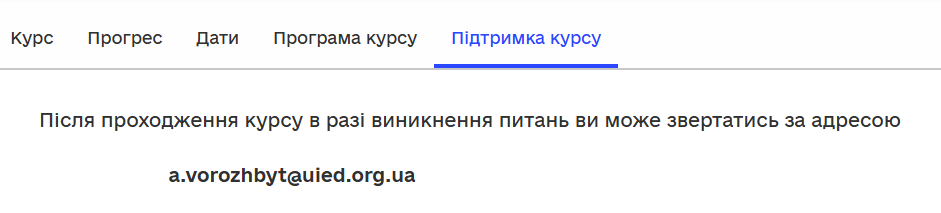 Курс Прогрес Дати Програма курсу Підтримка курсу
Після проходження курсу в разі виникнення питань ви може звертатись за адресою
a.vorozhbyt@uied.org.ua